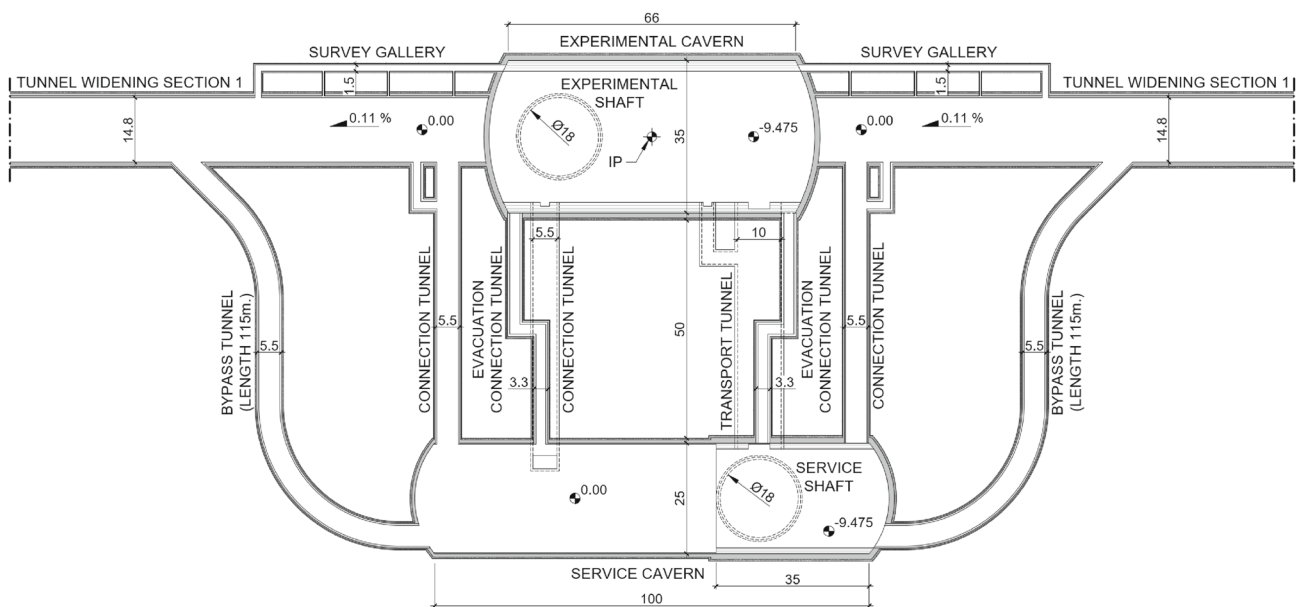 66
EXPERIMENTAL CAVERN
SURVEY GALLERY
SURVEY GALLERY
TUNNEL WIDENING SECTION 1
1.5
EXPERIMENTAL
SHAFT
1.5
TUNNEL WIDENING SECTION 1
14.8
0.11 %
0.00
Ø18
IP
35
-9.475
0.00
0.11 %
14.8
5.5
10
BYPASS TUNNEL
(LENGTH 115m.)
5.5
CONNECTION TUNNEL
5.5
EVACUATION
CONNECTION TUNNEL
3.3
CONNECTION TUNNEL
50
TRANSPORT TUNNEL
3.3
EVACUATION
CONNECTION TUNNEL
5.5
CONNECTION TUNNEL
5.5
BYPASS TUNNEL
(LENGTH 115m.)
0.00
25
Ø18
SERVICE
SHAFT
-9.475
SERVICE CAVERN
35
100